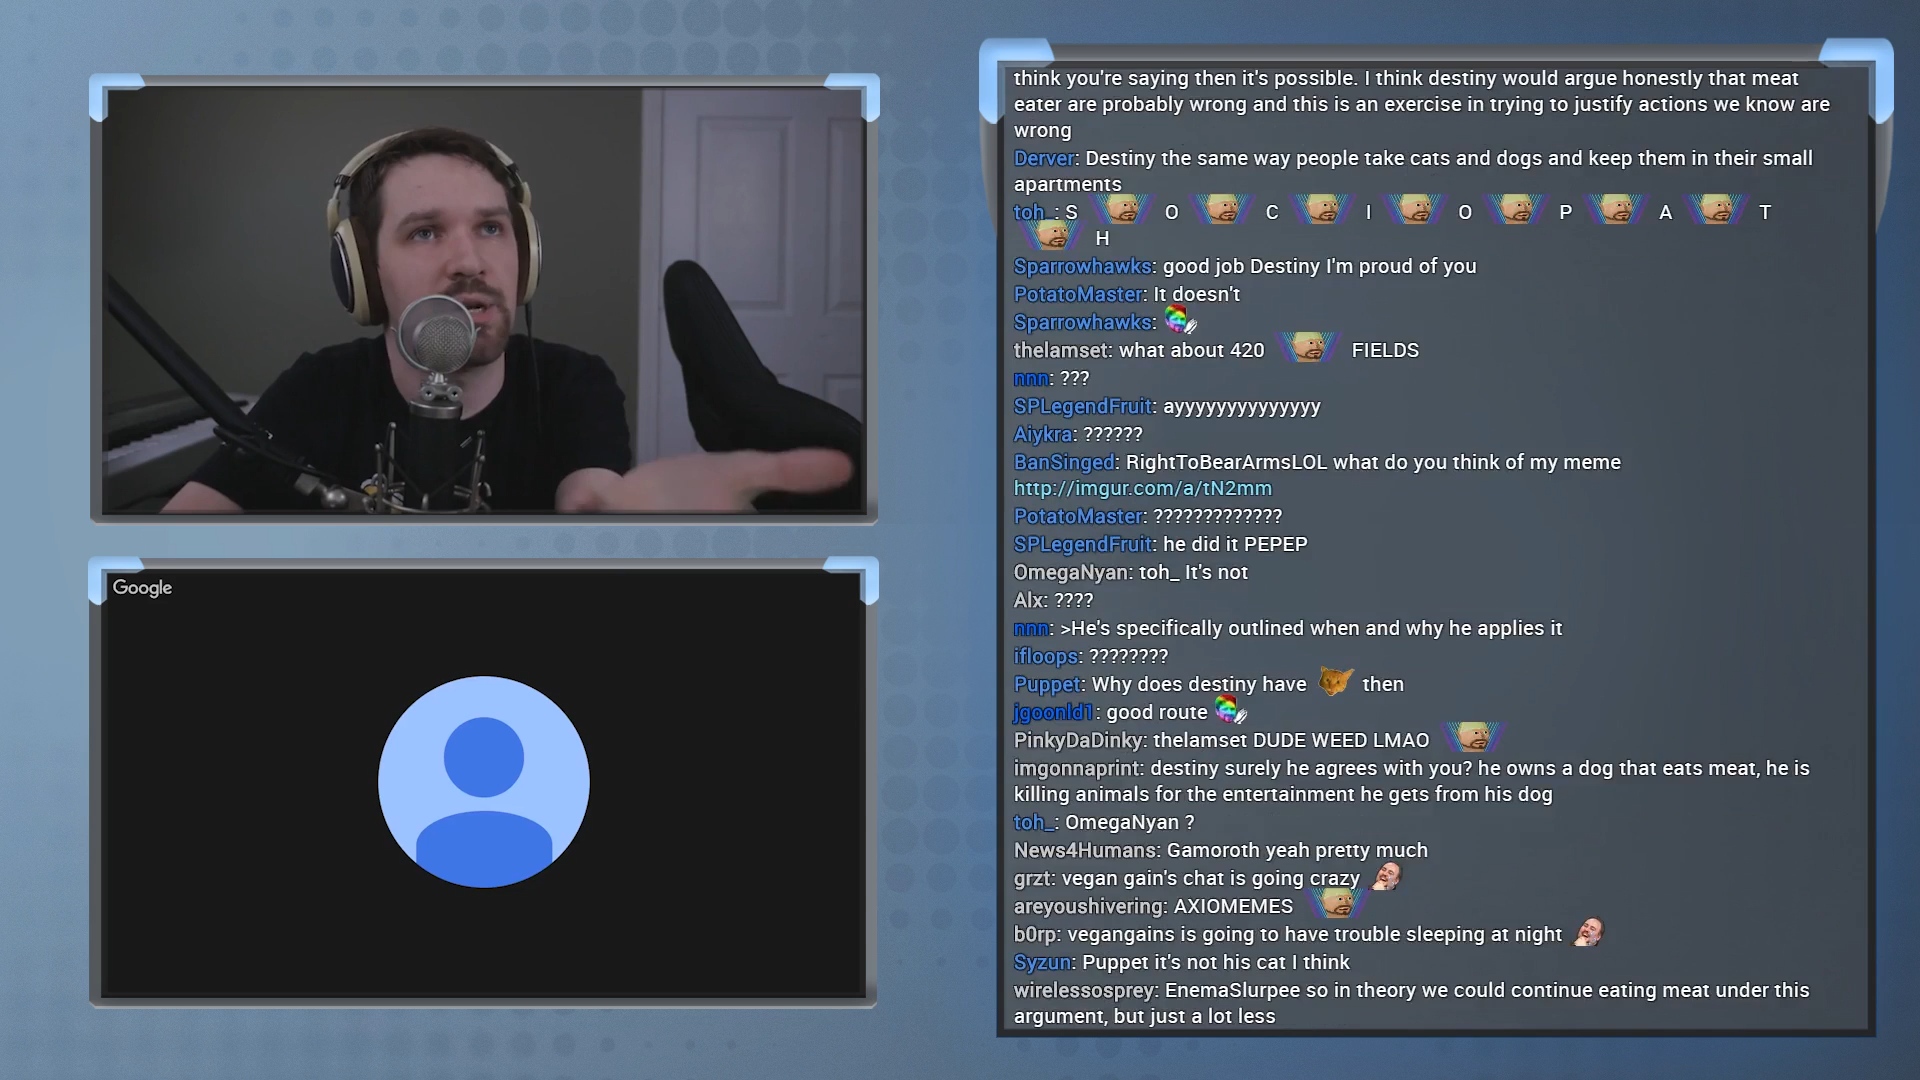 Google
think you're saying then it's possible. I think destiny would argue honestly that meat
eater are probably wrong and this is an exercise in trying to justify actions we know are
wrong
Derver: Destiny the same way people take cats and dogs and keep them in their small
apartments
toh_: S O C I O P A T
H
Sparrowhawks: good job Destiny I'm proud of you
PotatoMaster: It doesn't
Sparrowhawks:
thelamset: what about 420 FIELDS
nnn: ???
SPLegendFruit: ayyyyyyyyyyyyyy
Aiykra: ??????
BanSinged: RightToBearArmsLOL what do you think of my meme
http://imgur.com/a/tN2mm
PotatoMaster: ?????????????
SPLegendFruit: he did it PEPEP
OmegaNyan: toh_ It's not
Alx: ????
nnn: >He's specifically outlined when and why he applies it
ifloops: ????????
Puppet: Why does destiny have then
jgoonld1: good route
PinkyDaDinky: thelamset DUDE WEED LMAO
imgonnaprint: destiny surely he agrees with you? he owns a dog that eats meat, he is
killing animals for the entertainment he gets from his dog
toh_: OmegaNyan ?
News4Humans: Gamoroth yeah pretty much
grzt: vegan gain's chat is going crazy
areyoushivering: AXIOMEMES
b0rp: vegangains is going to have trouble sleeping at night
Syzun: Puppet it's not his cat I think
wirelessosprey: EnemaSlurpee so in theory we could continue eating meat under this
argument, but just a lot less